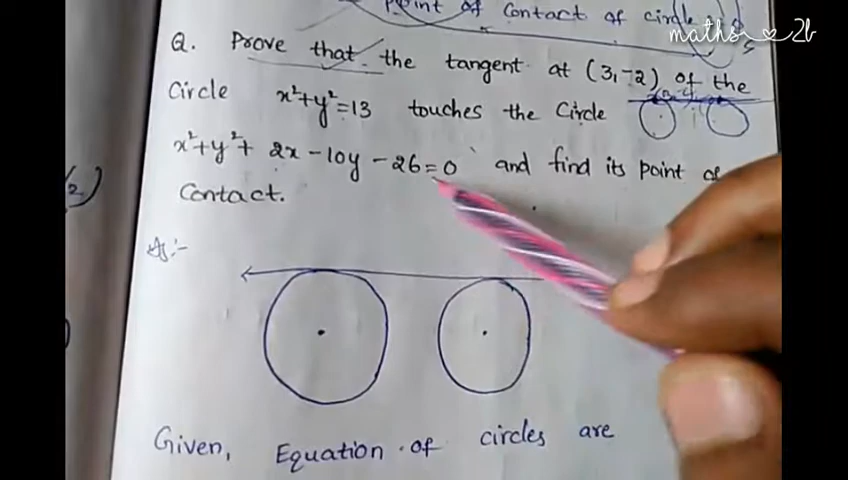 Point of Contact of circle
maths ♥ 2b
Q. Prove that the tangent at (3,-2) of the
Circle x²+y²=13 touches the Circle
x²+y²+ 2x -10y -26=0 and find its point of
Contact.
Given, Equation of circles are